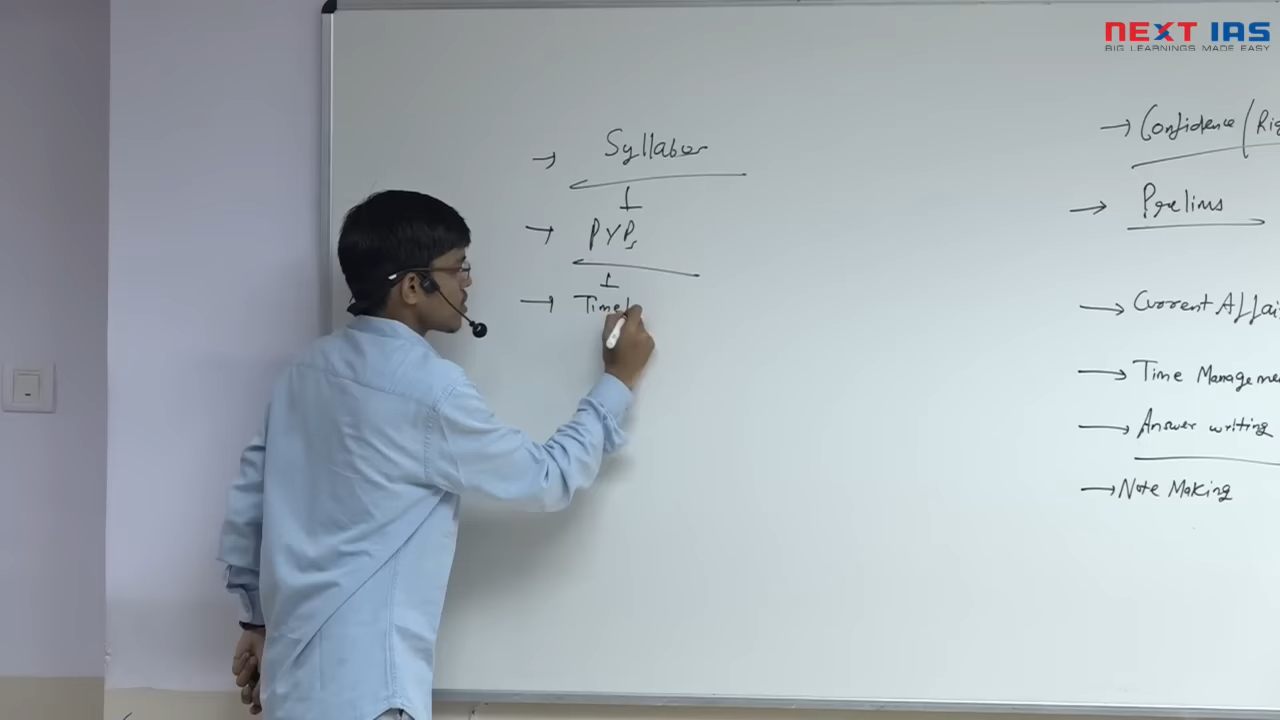 NEXT IAS
BIG LEARNINGS MADE EASY
→ Syllabus
→ PYPs
→ Time
→ Confidence / Rig
→ Prelims
→ Current Affai
→ Time Manageme
→ Answer writing
→ Note Making